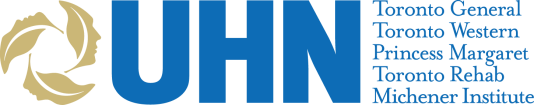 UHN
Toronto General
Toronto Western
Princess Margaret
Toronto Rehab
Michener Institute